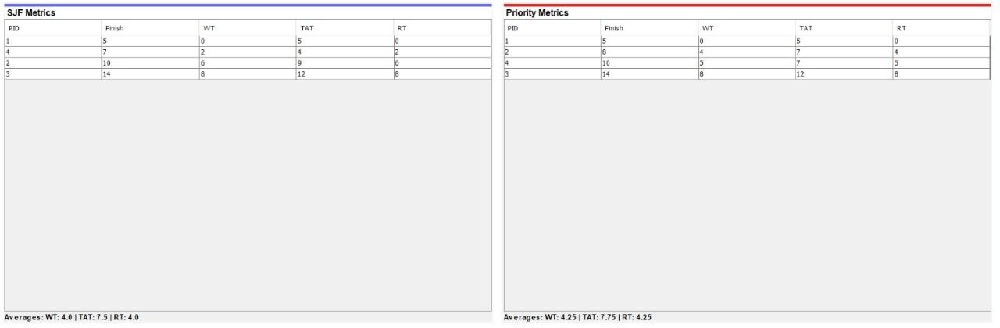 SJF Metrics
PID Finish WT TAT RT
1 5 0 5 0
4 7 2 4 2
2 10 6 9 6
3 14 8 12 8
Averages: WT: 4.0 | TAT: 7.5 | RT: 4.0
Priority Metrics
PID Finish WT TAT RT
1 5 0 5 0
2 8 4 7 4
4 10 5 7 5
3 14 8 12 8
Averages: WT: 4.25 | TAT: 7.75 | RT: 4.25